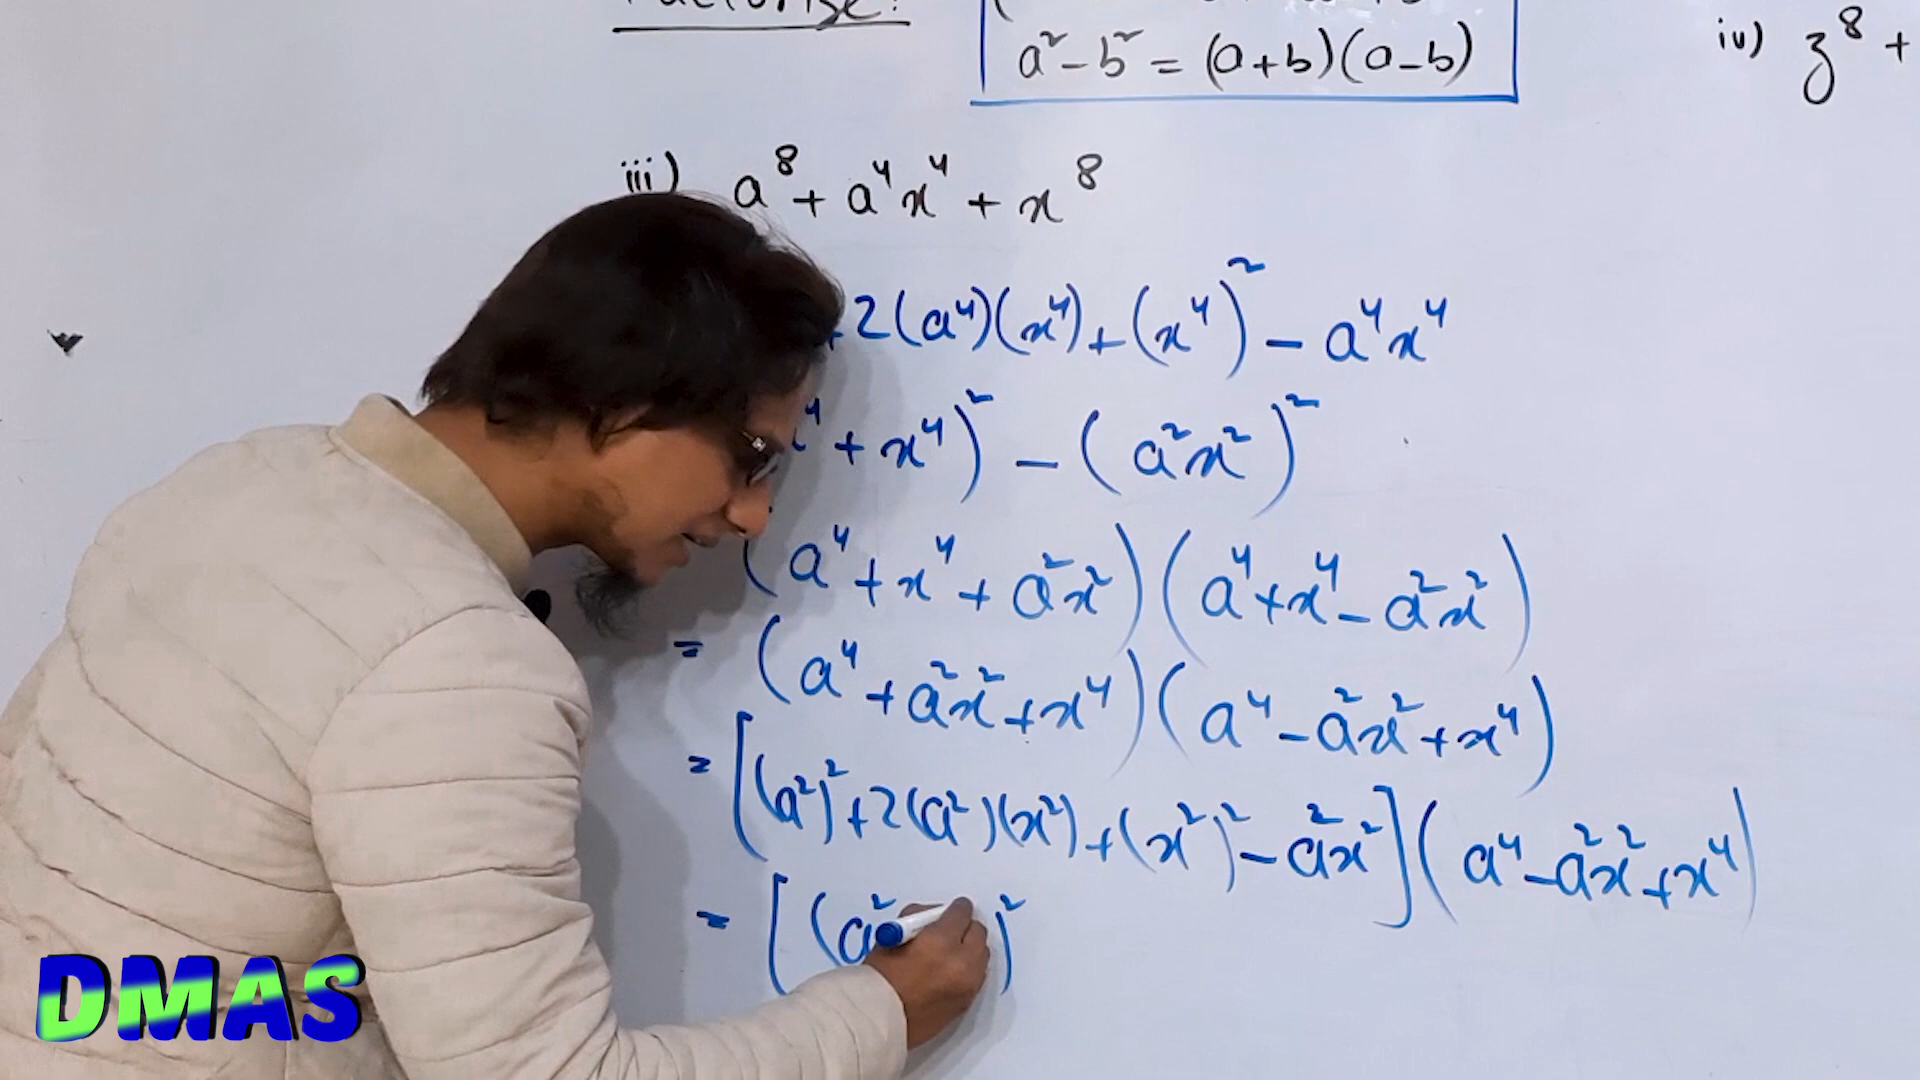 a² - b² = (a+b)(a-b)
iv) z⁸ +
iii) a⁸ + a⁴x⁴ + x⁸
+ 2(a⁴)(x⁴) + (x⁴)² - a⁴x⁴
⁴ + x⁴)² - (a²x²)²
(a⁴ + x⁴ + a²x²)(a⁴ + x⁴ - a²x²)
= (a⁴ + a²x² + x⁴)(a⁴ - a²x² + x⁴)
= [(a²)² + 2(a²)(x²) + (x²)² - a²x²](a⁴ - a²x² + x⁴)
= [(a² )²
DMAS